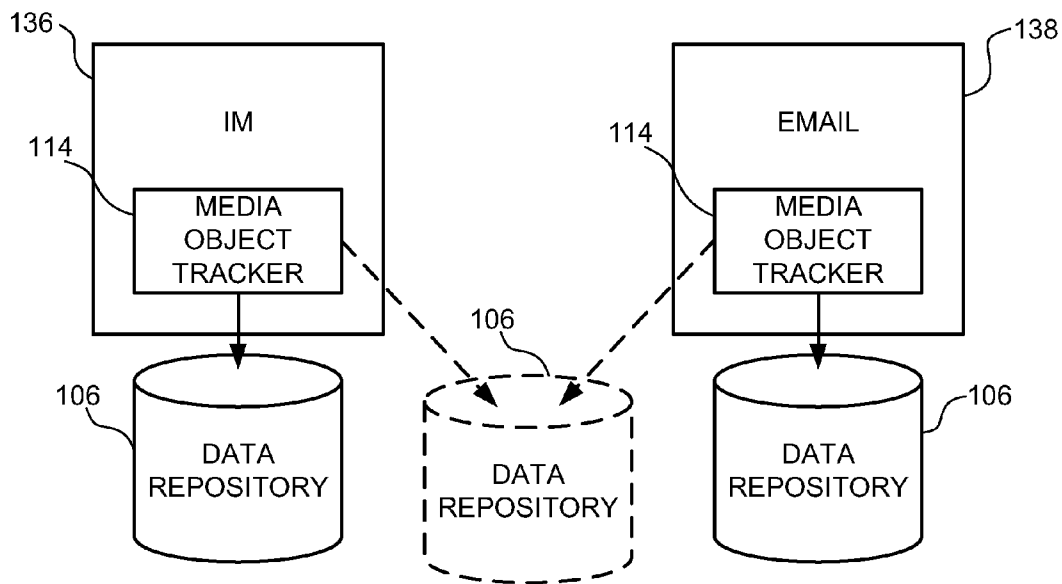 136
138
IM
EMAIL
114
114
MEDIA
OBJECT
TRACKER
MEDIA
OBJECT
TRACKER
106
106
106
DATA
REPOSITORY
DATA
REPOSITORY
DATA
REPOSITORY